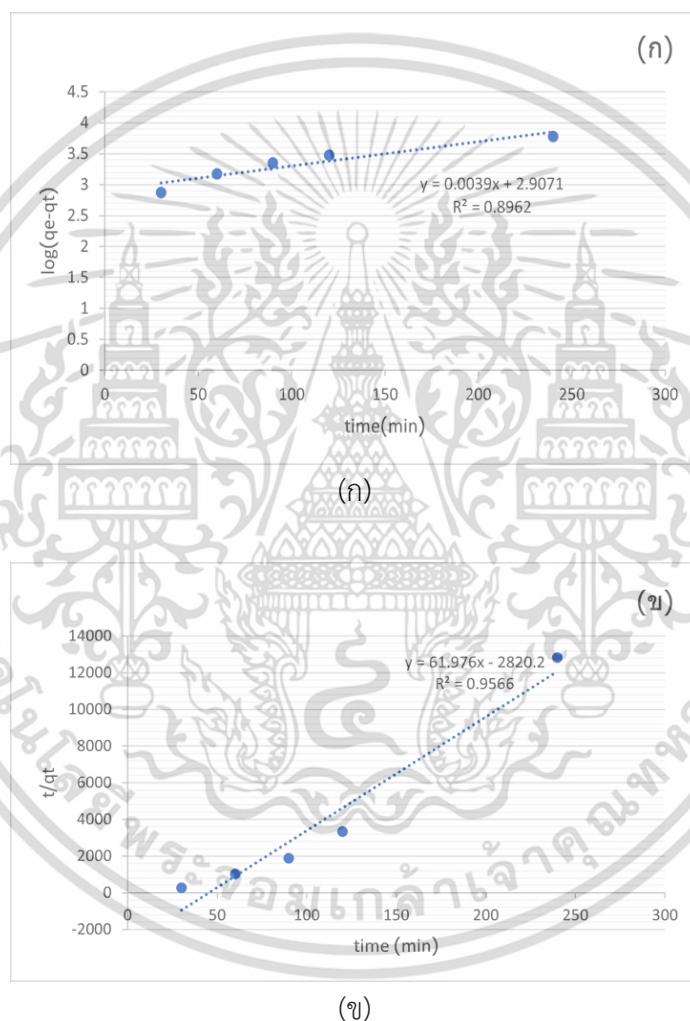 (ก)
4.5
4
3.5
3
2.5
2
1.5
1
0.5
0
log(qe-qt)
y = 0.0039x + 2.9071
R² = 0.8962
0 50 100 150 200 250 300
time(min)
(ก)
(ข)
14000
12000
10000
8000
6000
4000
2000
0
-2000
t/qt
y = 61.976x - 2820.2
R² = 0.9566
0 50 100 150 200 250 300
time (min)
(ข)